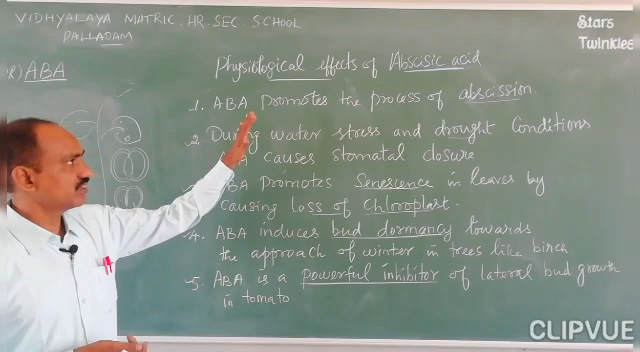 VIDHYALAYA MATRIC. HR. SEC. SCHOOL
PALLADAM
Stars
Twinkles
R) ABA
Physiological effects of Abscisic acid
1. ABA promotes the process of abscission.
2. During water stress and drought conditions
A causes stomatal closure
ABA promotes Senescence in leaves by
causing loss of Chloroplast.
4. ABA induces bud dormancy towards
the approach of winter in trees like birch
5. ABA is a powerful inhibitor of lateral bud growth
in tomato
CLIPVUE